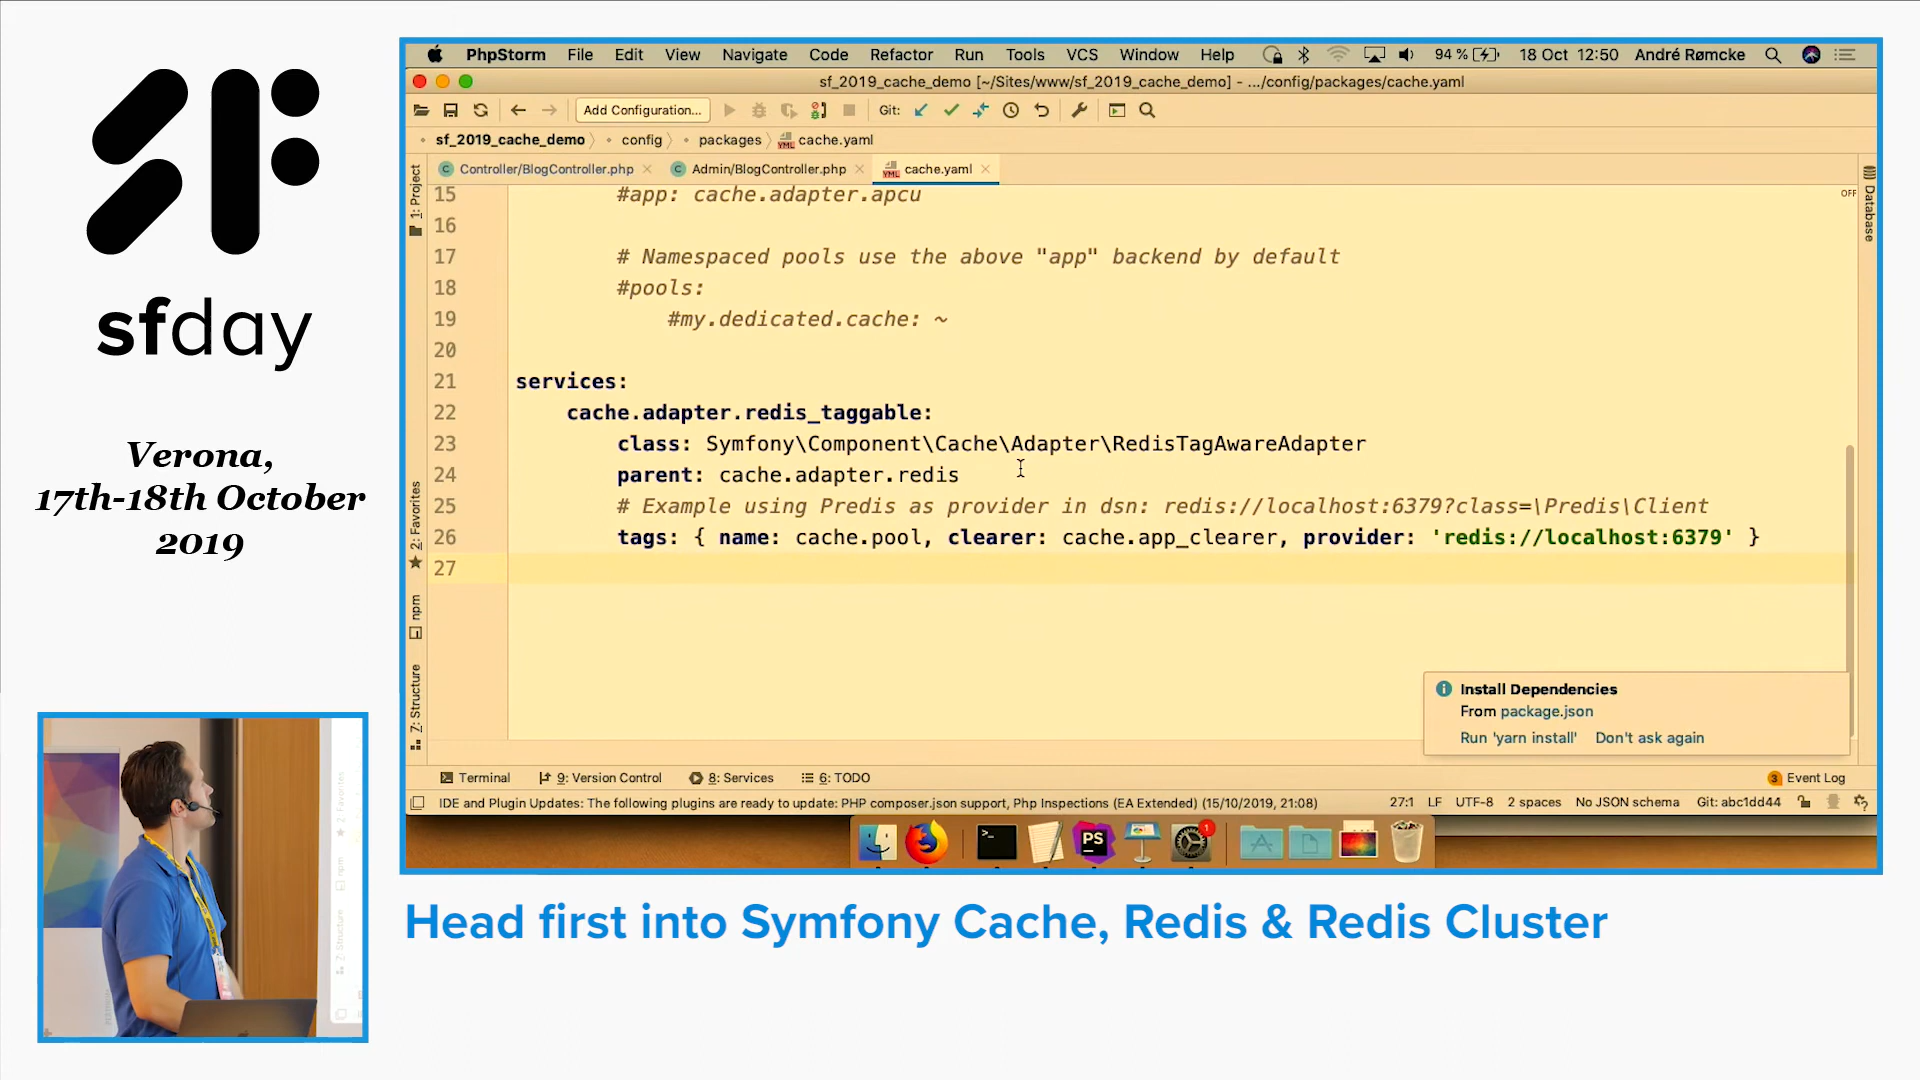 sfday
Verona,
17th-18th October
2019
PhpStorm File Edit View Navigate Code Refactor Run Tools VCS Window Help 94 % 18 Oct 12:50 André Rømcke
sf_2019_cache_demo [~/Sites/www/sf_2019_cache_demo] - .../config/packages/cache.yaml
Add Configuration... Git:
sf_2019_cache_demo config packages cache.yaml
Controller/BlogController.php Admin/BlogController.php cache.yaml
1: Project
2: Favorites
npm
7: Structure
Database
OFF
15 #app: cache.adapter.apcu
16
17 # Namespaced pools use the above "app" backend by default
18 #pools:
19 #my.dedicated.cache: ~
20
21 services:
22 cache.adapter.redis_taggable:
23 class: Symfony\Component\Cache\Adapter\RedisTagAwareAdapter
24 parent: cache.adapter.redis
25 # Example using Predis as provider in dsn: redis://localhost:6379?class=\Predis\Client
26 tags: { name: cache.pool, clearer: cache.app_clearer, provider: 'redis://localhost:6379' }
27
Install Dependencies
From package.json
Run 'yarn install' Don't ask again
Terminal 9: Version Control 8: Services 6: TODO 3 Event Log
IDE and Plugin Updates: The following plugins are ready to update: PHP composer.json support, Php Inspections (EA Extended) (15/10/2019, 21:08) 27:1 LF UTF-8 2 spaces No JSON schema Git: abc1dd44
PS
1
Head first into Symfony Cache, Redis & Redis Cluster